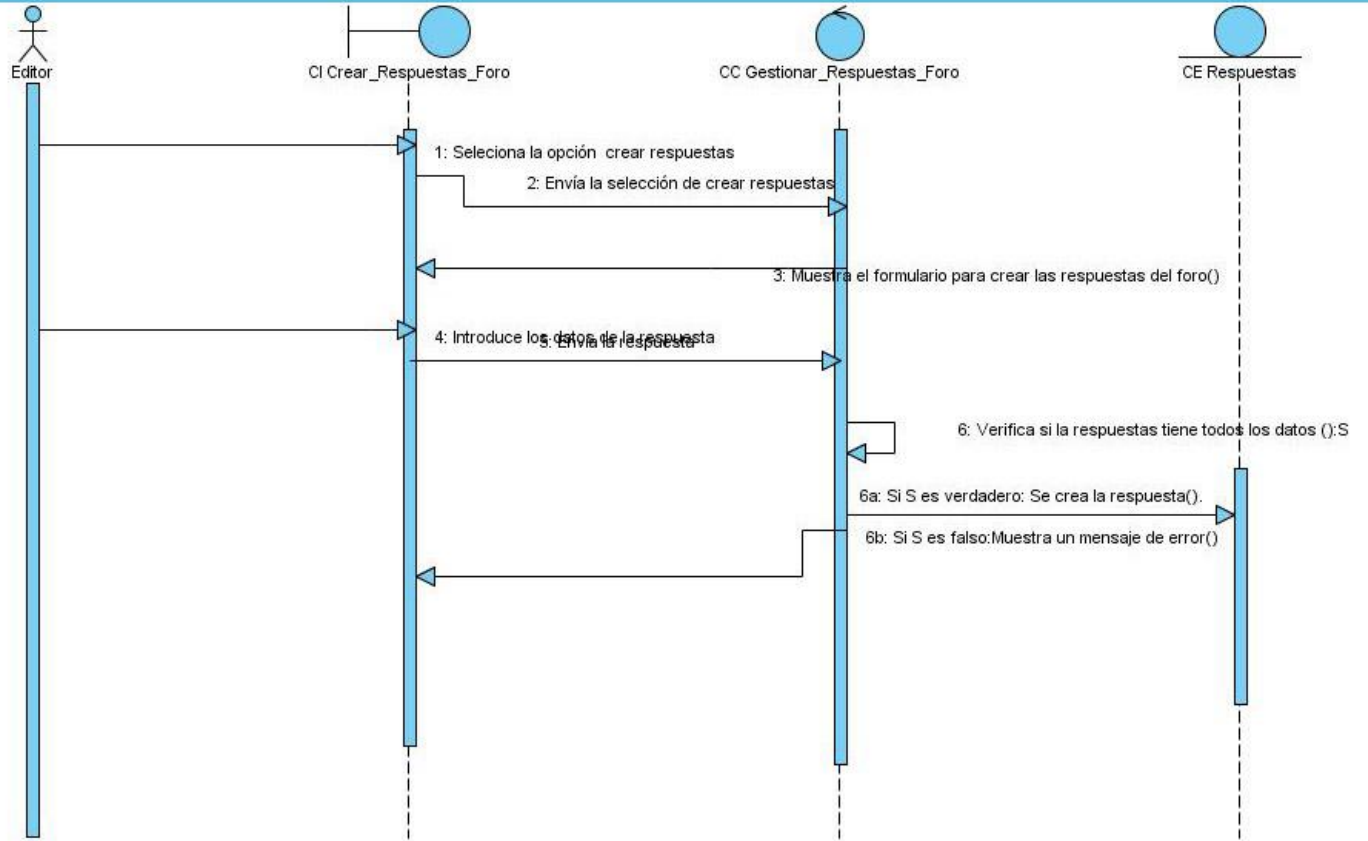 Editor
CI Crear_Respuestas_Foro
CC Gestionar_Respuestas_Foro
CE Respuestas
1: Seleciona la opción  crear respuestas
2: Envía la selección de crear respuestas
3: Muestra el formulario para crear las respuestas del foro()
4: Introduce los datos de la respuesta
5: Envía la respuesta
6: Verifica si la respuestas tiene todos los datos ():S
6a: Si S es verdadero: Se crea la respuesta().
6b: Si S es falso:Muestra un mensaje de error()